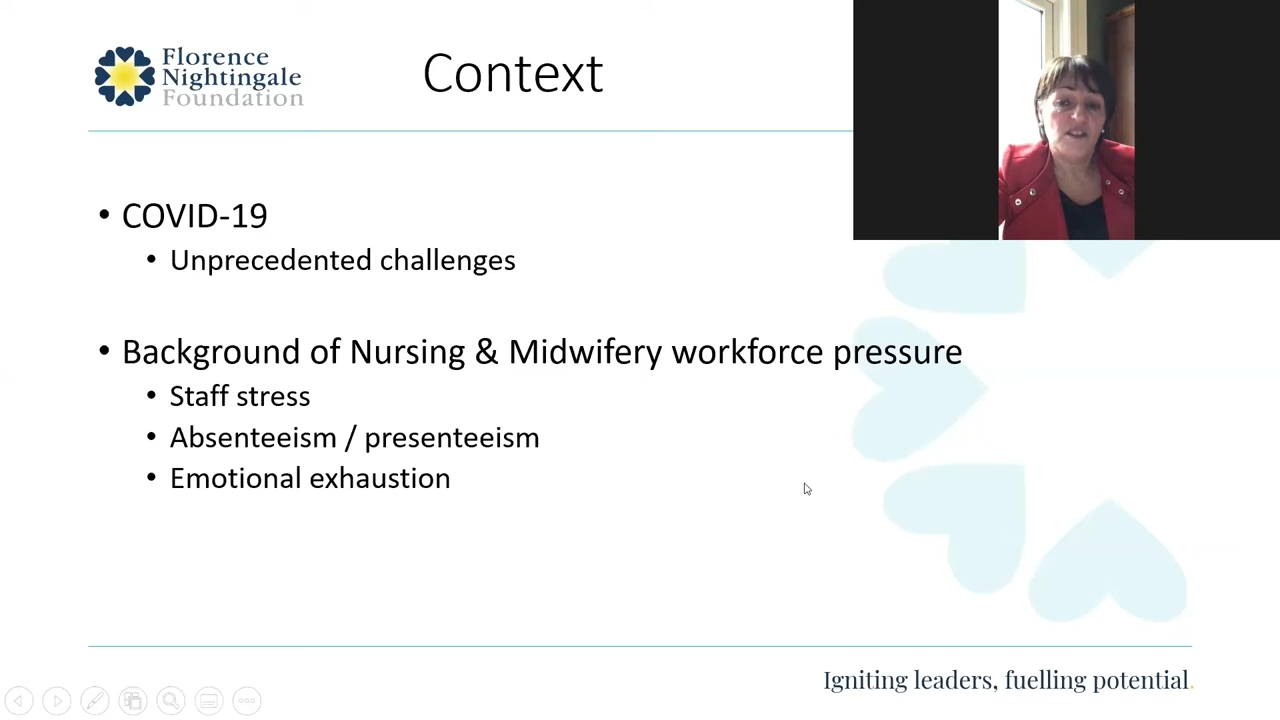 Florence
Nightingale
Foundation
Context
• COVID-19
• Unprecedented challenges
• Background of Nursing & Midwifery workforce pressure
• Staff stress
• Absenteeism / presenteeism
• Emotional exhaustion
Igniting leaders, fuelling potential.